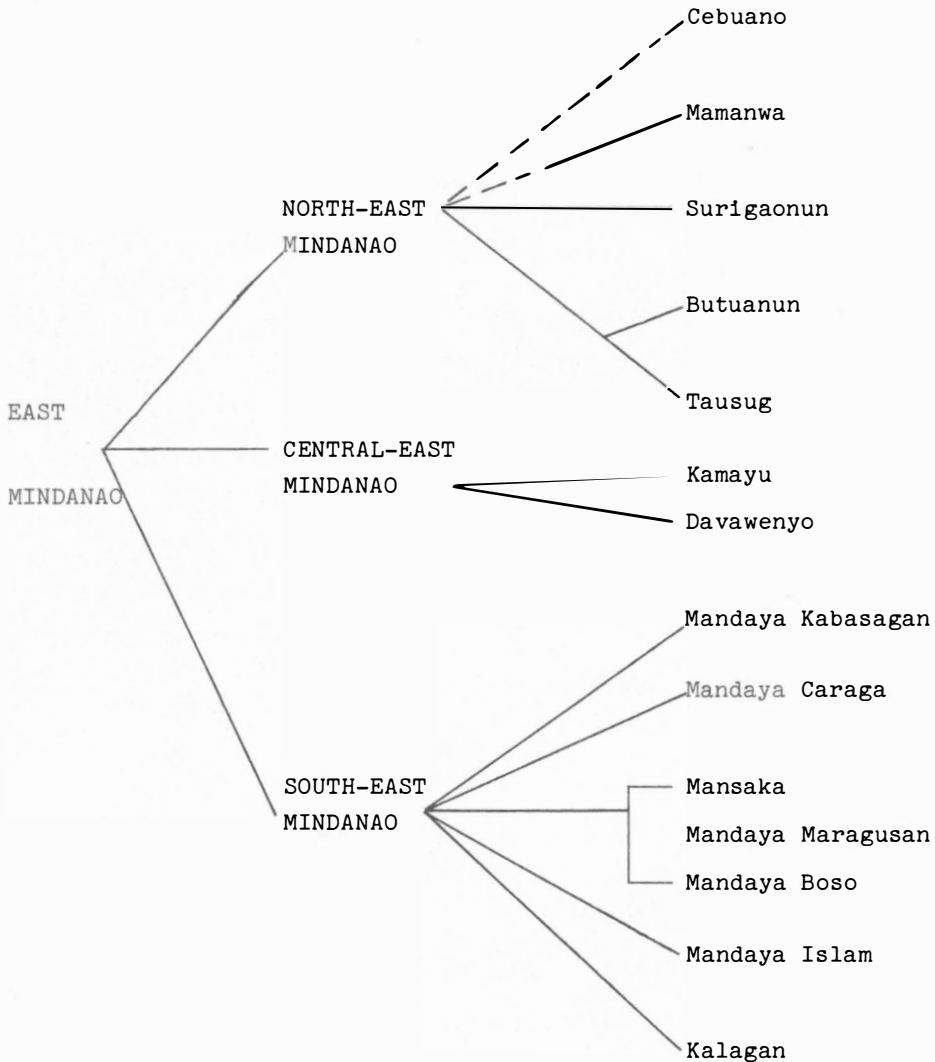 Cebuano
Mamanwa
NORTH-EAST
MINDANAO
Surigaonun
Butuanun
Tausug
EAST
MINDANAO
CENTRAL-EAST
MINDANAO
Kamayu
Davawenyo
Mandaya Kabasagan
Mandaya Caraga
SOUTH-EAST
MINDANAO
Mansaka
Mandaya Maragusan
Mandaya Boso
Mandaya Islam
Kalagan